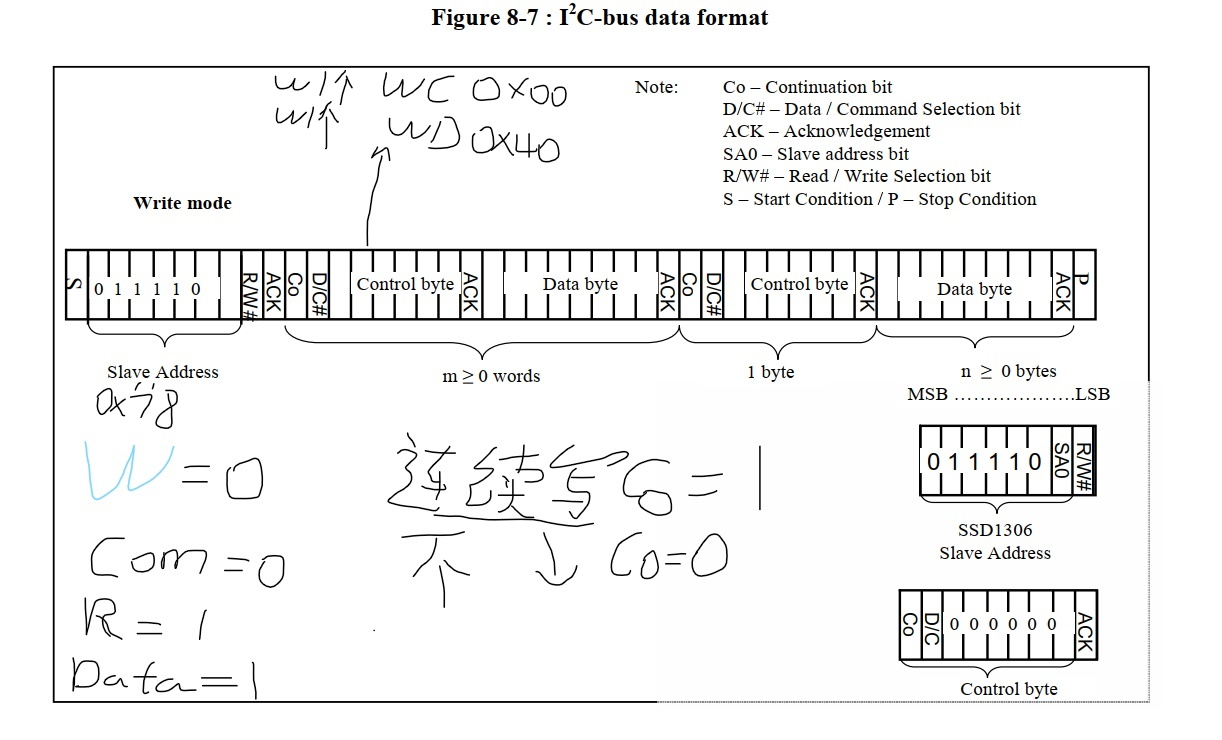 Figure 8-7 : I²C-bus data format
W1个 WC 0x00
W1个 WD 0x40
Note: Co – Continuation bit
D/C# – Data / Command Selection bit
ACK – Acknowledgement
SA0 – Slave address bit
R/W# – Read / Write Selection bit
S – Start Condition / P – Stop Condition
Write mode
S 0 1 1 1 1 0 R/W# ACK Co D/C# Control byte ACK Data byte ACK Co D/C# Control byte ACK Data byte ACK P
Slave Address m ≥ 0 words 1 byte n ≥ 0 bytes
MSB ………………….LSB
0x78
0 1 1 1 1 0 SA0 R/W#
SSD1306
Slave Address
W = 0
连续写 Co = 1
Com = 0
不 ↓ Co=0
R = 1
Data = 1
Co D/C 0 0 0 0 0 0 ACK
Control byte